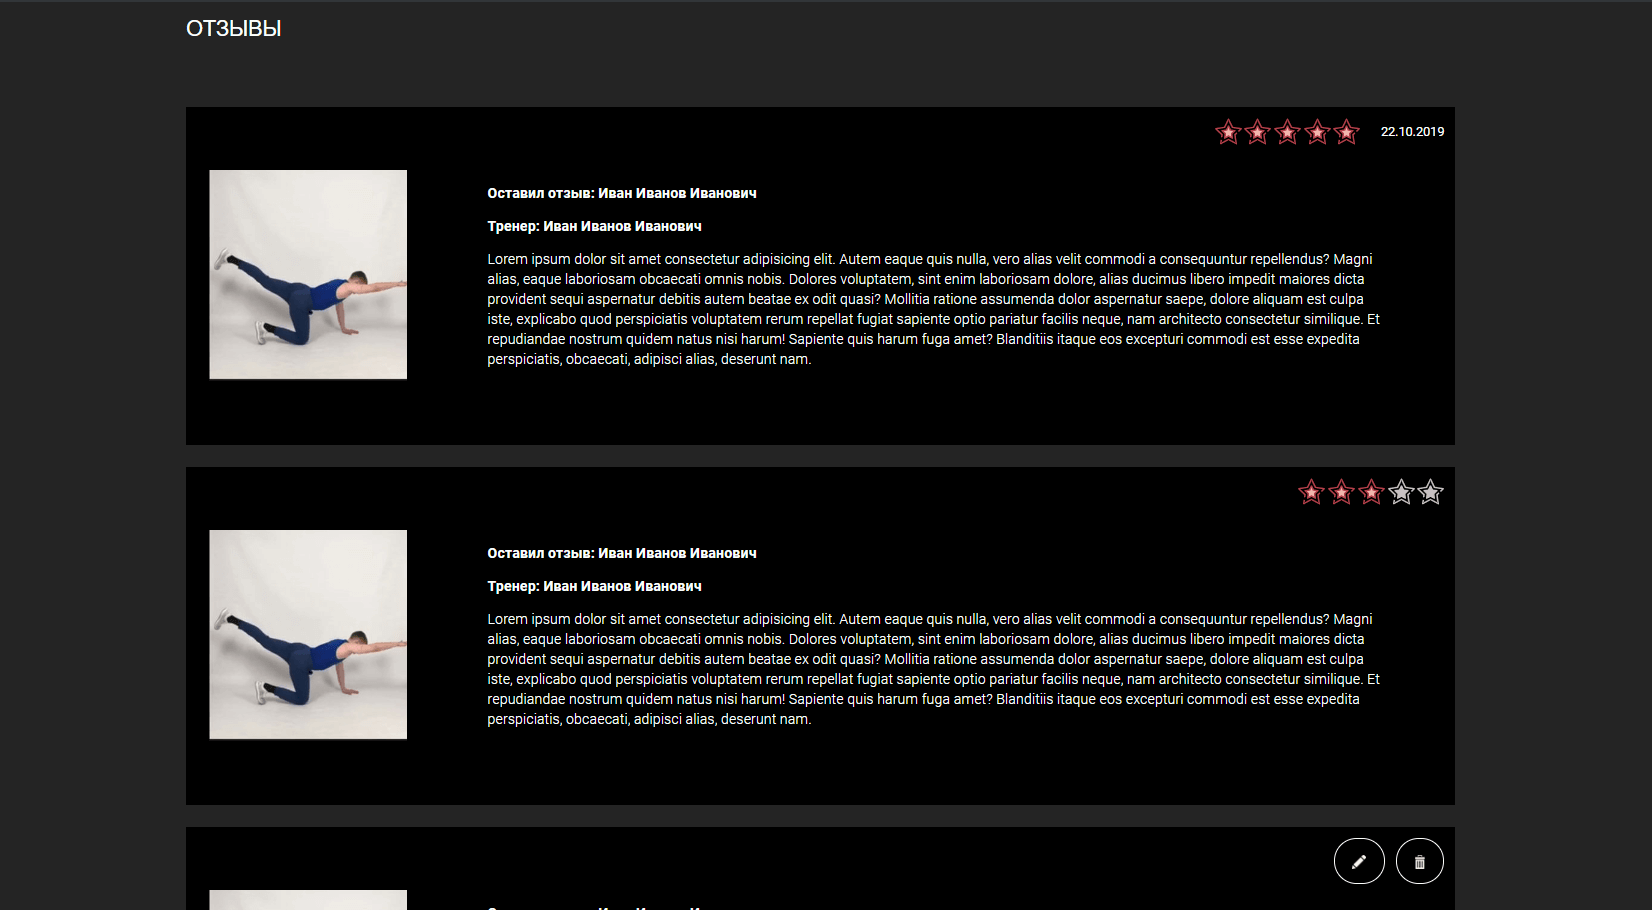 ОТЗЫВЫ
22.10.2019
Оставил отзыв: Иван Иванов Иванович
Тренер: Иван Иванов Иванович
Lorem ipsum dolor sit amet consectetur adipisicing elit. Autem eaque quis nulla, vero alias velit commodi a consequuntur repellendus? Magni
alias, eaque laboriosam obcaecati omnis nobis. Dolores voluptatem, sint enim laboriosam dolore, alias ducimus libero impedit maiores dicta
provident sequi aspernatur debitis autem beatae ex odit quasi? Mollitia ratione assumenda dolor aspernatur saepe, dolore aliquam est culpa
iste, explicabo quod perspiciatis voluptatem rerum repellat fugiat sapiente optio pariatur facilis neque, nam architecto consectetur similique. Et
repudiandae nostrum quidem natus nisi harum! Sapiente quis harum fuga amet? Blanditiis itaque eos excepturi commodi est esse expedita
perspiciatis, obcaecati, adipisci alias, deserunt nam.
Оставил отзыв: Иван Иванов Иванович
Тренер: Иван Иванов Иванович
Lorem ipsum dolor sit amet consectetur adipisicing elit. Autem eaque quis nulla, vero alias velit commodi a consequuntur repellendus? Magni
alias, eaque laboriosam obcaecati omnis nobis. Dolores voluptatem, sint enim laboriosam dolore, alias ducimus libero impedit maiores dicta
provident sequi aspernatur debitis autem beatae ex odit quasi? Mollitia ratione assumenda dolor aspernatur saepe, dolore aliquam est culpa
iste, explicabo quod perspiciatis voluptatem rerum repellat fugiat sapiente optio pariatur facilis neque, nam architecto consectetur similique. Et
repudiandae nostrum quidem natus nisi harum! Sapiente quis harum fuga amet? Blanditiis itaque eos excepturi commodi est esse expedita
perspiciatis, obcaecati, adipisci alias, deserunt nam.